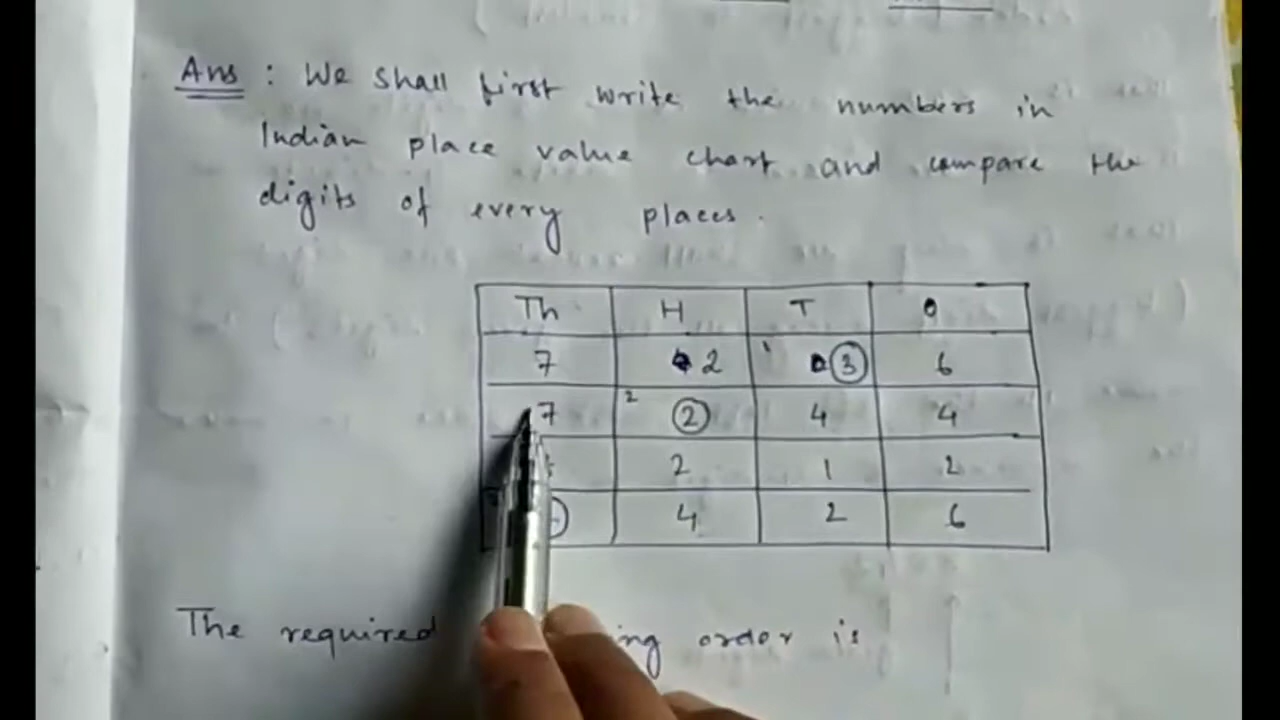 Ans : We shall first write the numbers in
Indian place value chart and compare the
digits of every places.
Th H T O
7 2 3 6
7 2 4 4
2 1 2
4 2 6
The required order is